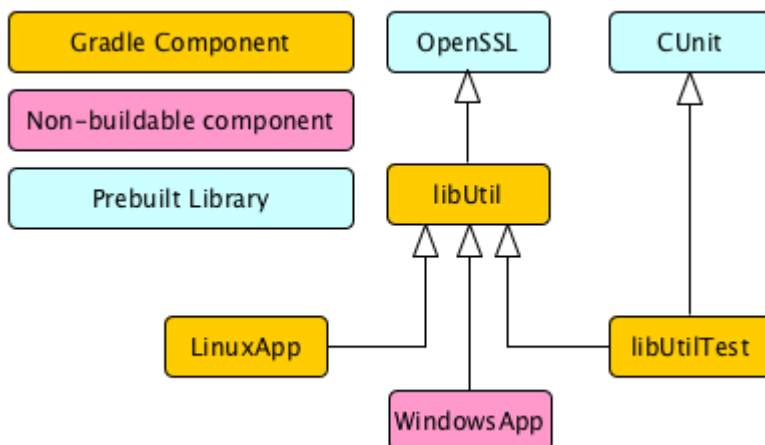 Gradle Component
OpenSSL
CUnit
Non-buildable component
Prebuilt Library
libUtil
LinuxApp
libUtilTest
WindowsApp